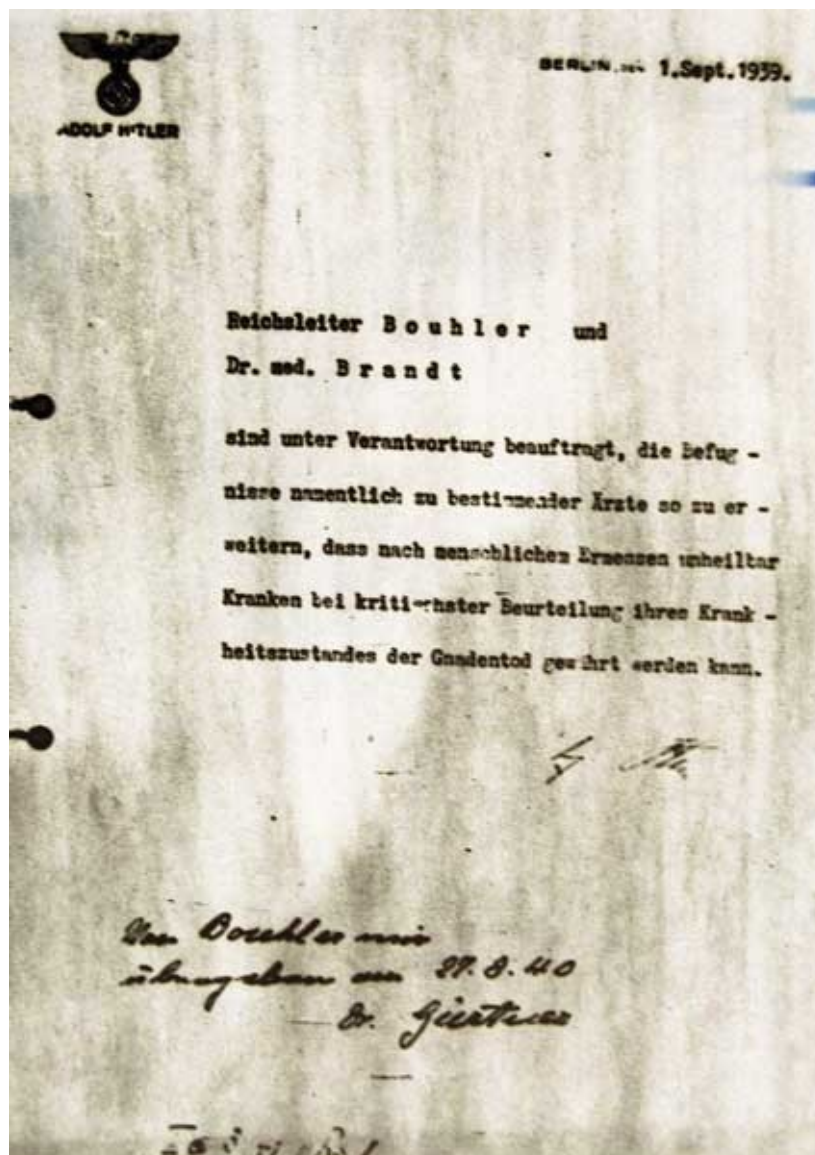 ADOLF HITLER
BERLIN, 1.Sept.1939.
Reichsleiter B o u h l e r und
Dr. med. B r a n d t
sind unter Verantwortung beauftragt, die Befug -
nisse namentlich zu bestimmender Ärzte so zu er -
weitern, dass nach menschlichem Ermessen unheilbar
Kranken bei kritischster Beurteilung ihres Krank -
heitszustandes der Gnadentod gewährt werden kann.
Von Bouhler mir
übergeben am 27.8.40
Dr. Gürtner